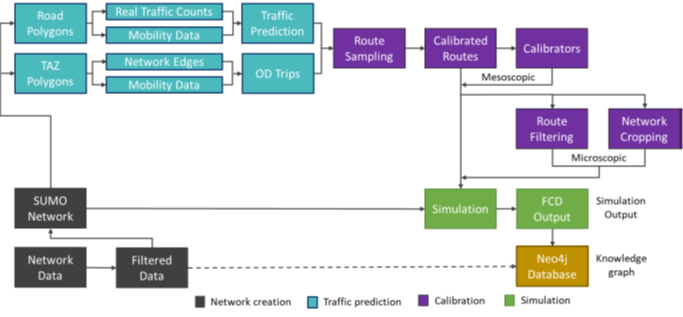 Road
Polygons
Real Traffic Counts
Mobility Data
Traffic
Prediction
TAZ
Polygons
Network Edges
Mobility Data
OD Trips
Route
Sampling
Calibrated
Routes
Calibrators
Mesoscopic
Route
Filtering
Network
Cropping
Microscopic
SUMO
Network
Simulation
FCD
Output
Simulation
Output
Network
Data
Filtered
Data
Neo4j
Database
Knowledge
graph
Network creation
Traffic prediction
Calibration
Simulation